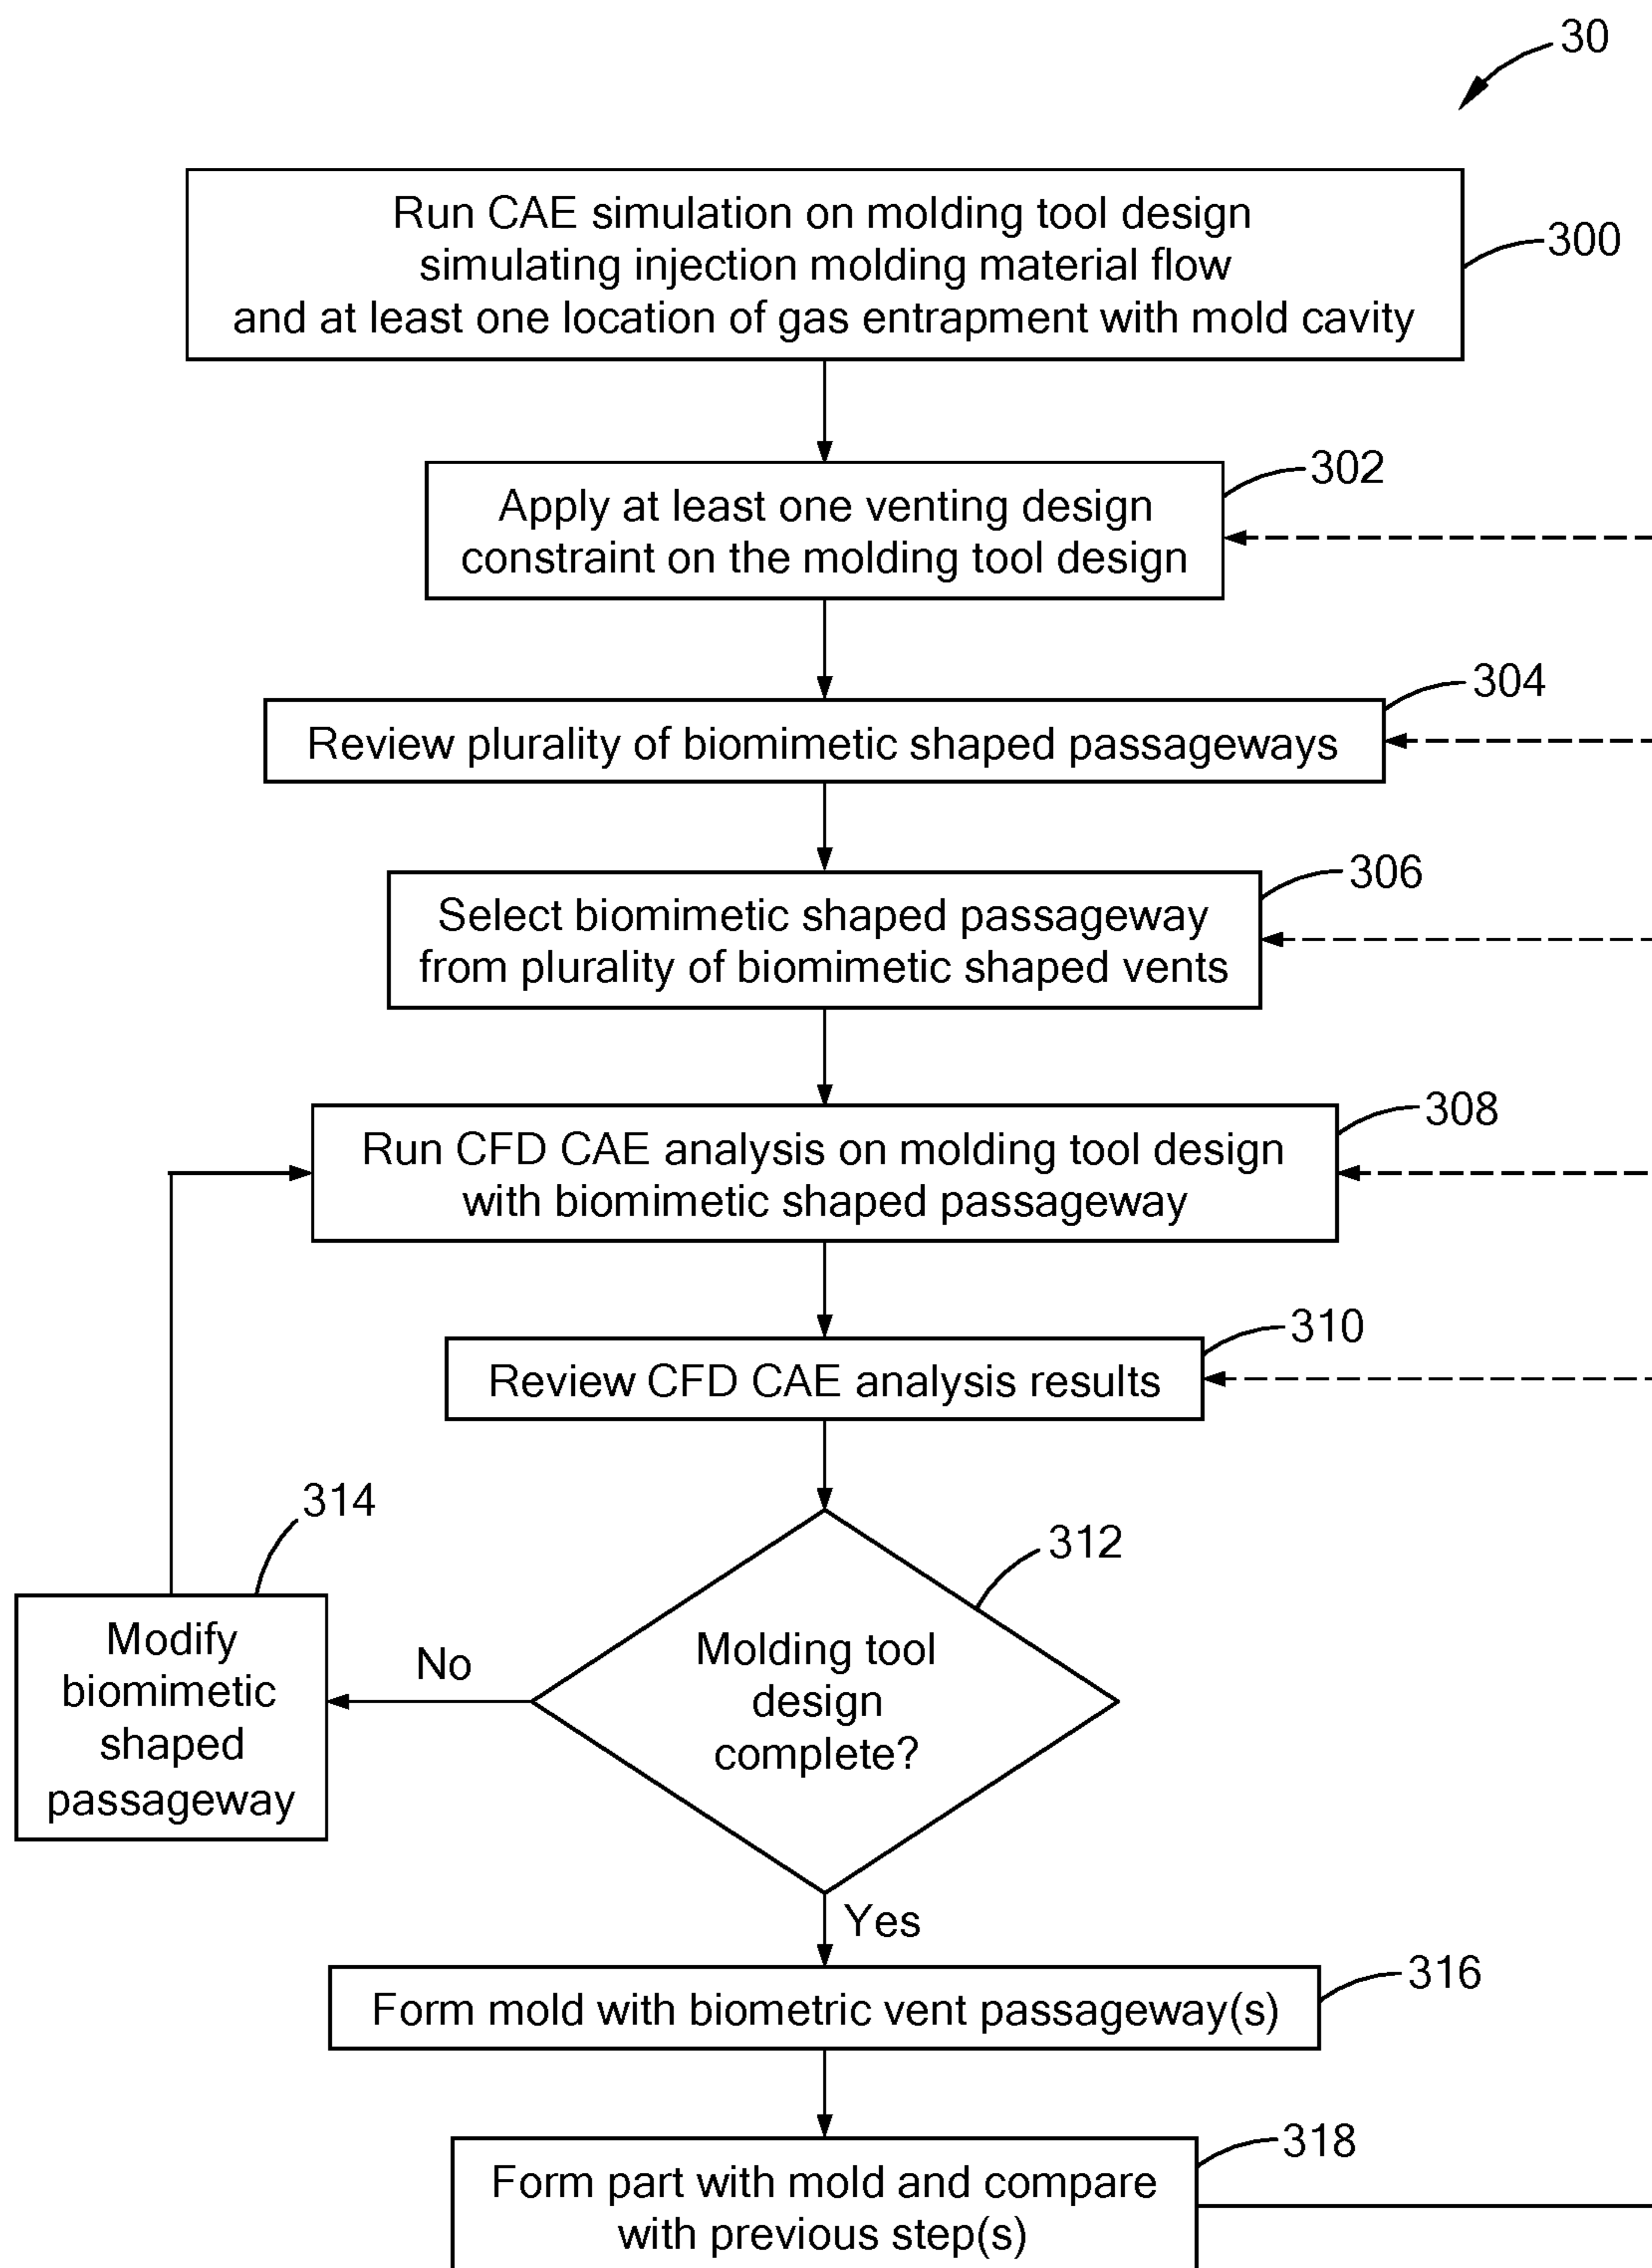 30
Run CAE simulation on molding tool design
simulating injection molding material flow
and at least one location of gas entrapment with mold cavity
300
302
Apply at least one venting design
constraint on the molding tool design
304
Review plurality of biomimetic shaped passageways
306
Select biomimetic shaped passageway
from plurality of biomimetic shaped vents
308
Run CFD CAE analysis on molding tool design
with biomimetic shaped passageway
310
Review CFD CAE analysis results
314
312
Modify
biomimetic
shaped
passageway
No
Molding tool
design
complete?
Yes
316
Form mold with biometric vent passageway(s)
318
Form part with mold and compare
with previous step(s)